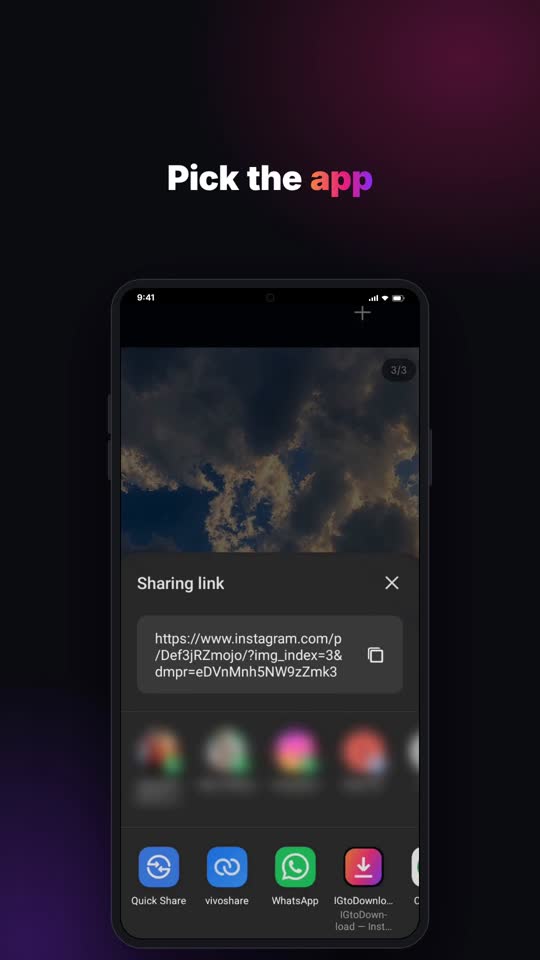 Pick the app
9:41
3/3
Sharing link
https://www.instagram.com/p
/Def3jRZmojo/?img_index=3&
dmpr=eDVnMnh5NW9zZmk3
Quick Share
vivoshare
WhatsApp
IGtoDownlo...
IGtoDown-
load — Inst...